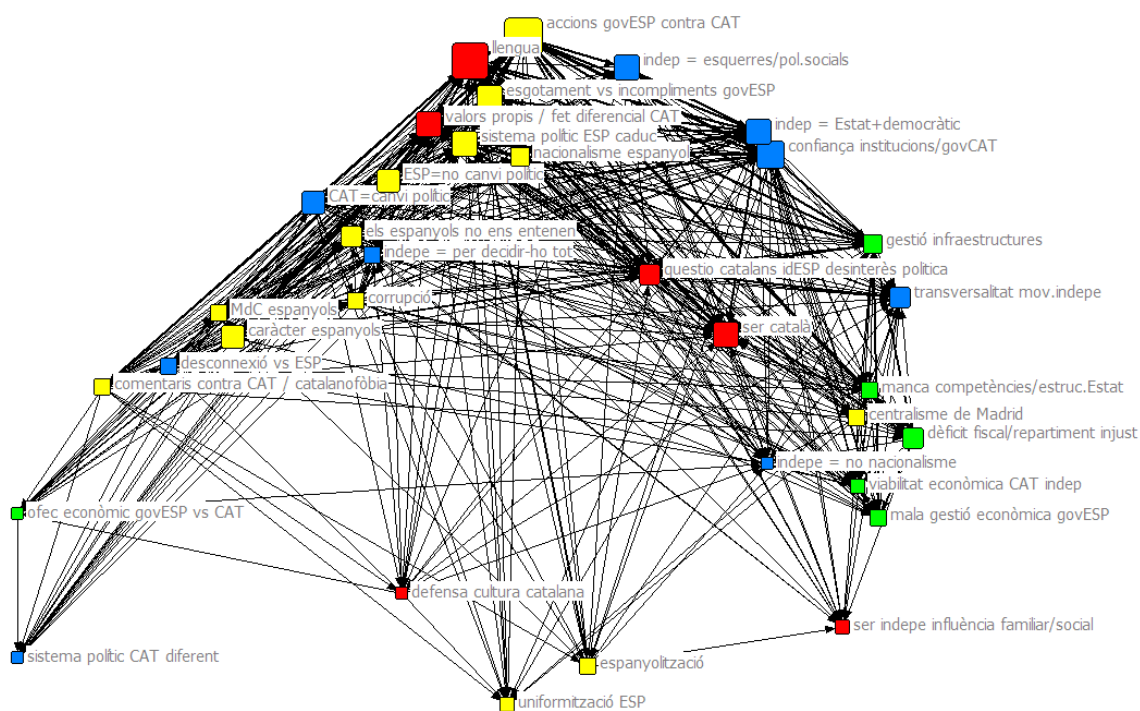 accions govESP contra CAT
llengua
indep = esquerres/pol.socials
esgotament vs incompliments govESP
valors propis / fet diferencial CAT
indep = Estat+democràtic
sistema polític ESP caduc
confiança institucions/govCAT
nacionalisme espanyol
ESP=no canvi polític
CAT=canvi polític
els espanyols no ens entenen
gestió infraestructures
indepe = per decidir-ho tot
questio catalans idESP desinterès politica
transversalitat mov.indepe
corrupció
MdC espanyols
caràcter espanyols
ser català
desconnexió vs ESP
comentaris contra CAT / catalanofòbia
manca competències/estruc.Estat
centralisme de Madrid
dèficit fiscal/repartiment injust
indepe = no nacionalisme
viabilitat econòmica CAT indep
ofec econòmic govESP vs CAT
mala gestió econòmica govESP
defensa cultura catalana
ser indepe influència familiar/social
sistema polític CAT diferent
espanyolització
uniformització ESP